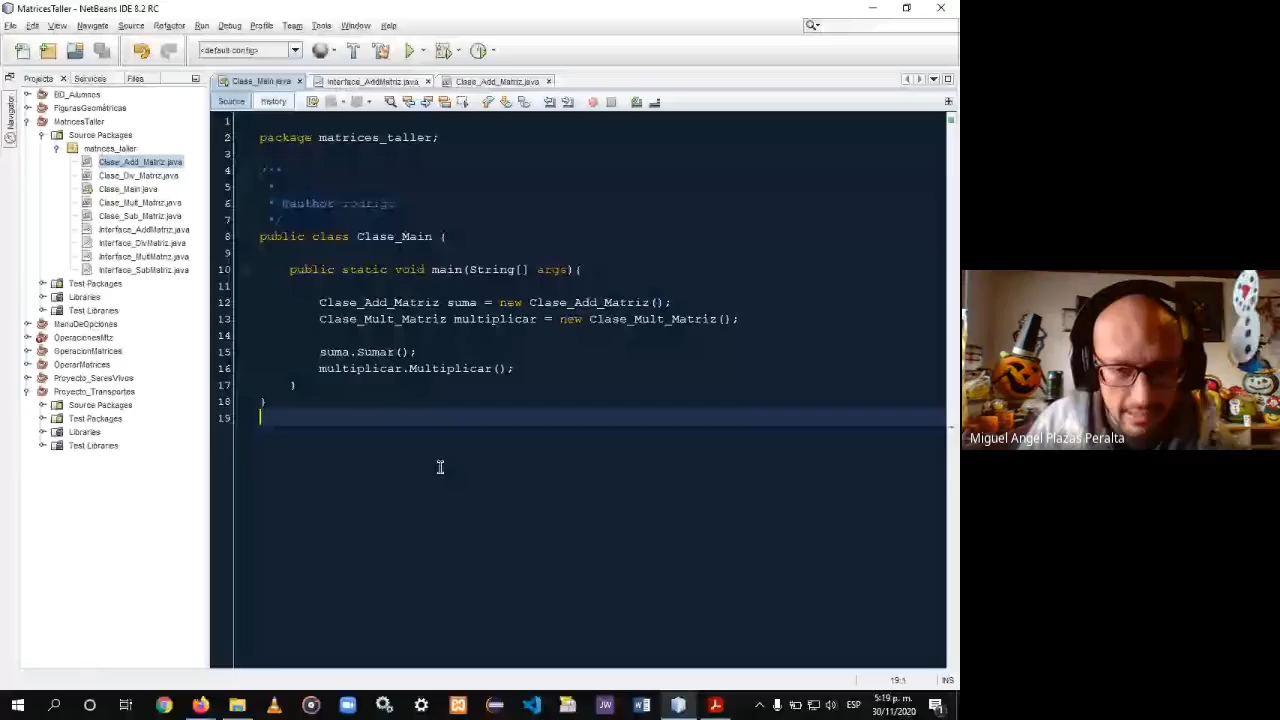 MatricesTaller - NetBeans IDE 8.2 RC
File Edit View Navigate Source Refactor Run Debug Profile Team Tools Window Help
<default config>
Projects Services Files
Clase_Main.java Interface_AddMatriz.java Clase_Add_Matriz.java
Source History
Navigator
BD_Alumnos
FigurasGeométricas
MatricesTaller
Source Packages
matrices_taller
Clase_Add_Matriz.java
Clase_Div_Matriz.java
Clase_Main.java
Clase_Mult_Matriz.java
Clase_Sub_Matriz.java
Interface_AddMatriz.java
Interface_DivMatriz.java
Interface_MutlMatriz.java
Interface_SubMatriz.java
Test Packages
Libraries
Test Libraries
MenuDeOpciones
OperacionesMtz
OperacionMatrices
OperarMatrices
Proyecto_SeresVivos
Proyecto_Transportes
Source Packages
Test Packages
Libraries
Test Libraries
1
2 package matrices_taller;
3
4 /**
5 *
6 * @author rodrigo
7 */
8 public class Clase_Main {
9
10 public static void main(String[] args){
11
12 Clase_Add_Matriz suma = new Clase_Add_Matriz();
13 Clase_Mult_Matriz multiplicar = new Clase_Mult_Matriz();
14
15 suma.Sumar();
16 multiplicar.Multiplicar();
17 }
18 }
19
Miguel Angel Plazas Peralta
19:1 INS
JW
ESP
5:19 p. m.
30/11/2020